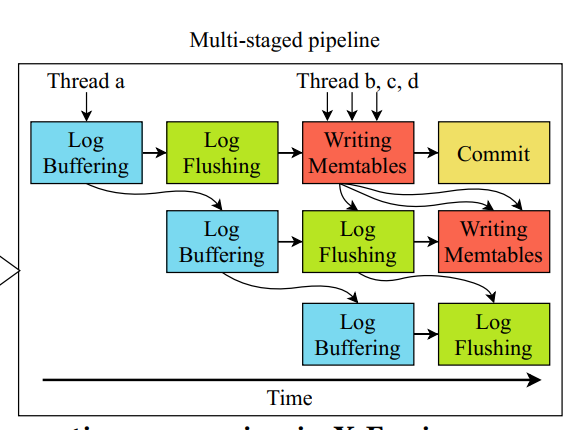 Multi-staged pipeline
Thread a
Thread b, c, d
Log
Buffering
Log
Flushing
Writing
Memtables
Commit
Log
Buffering
Log
Flushing
Writing
Memtables
Log
Buffering
Log
Flushing
Time